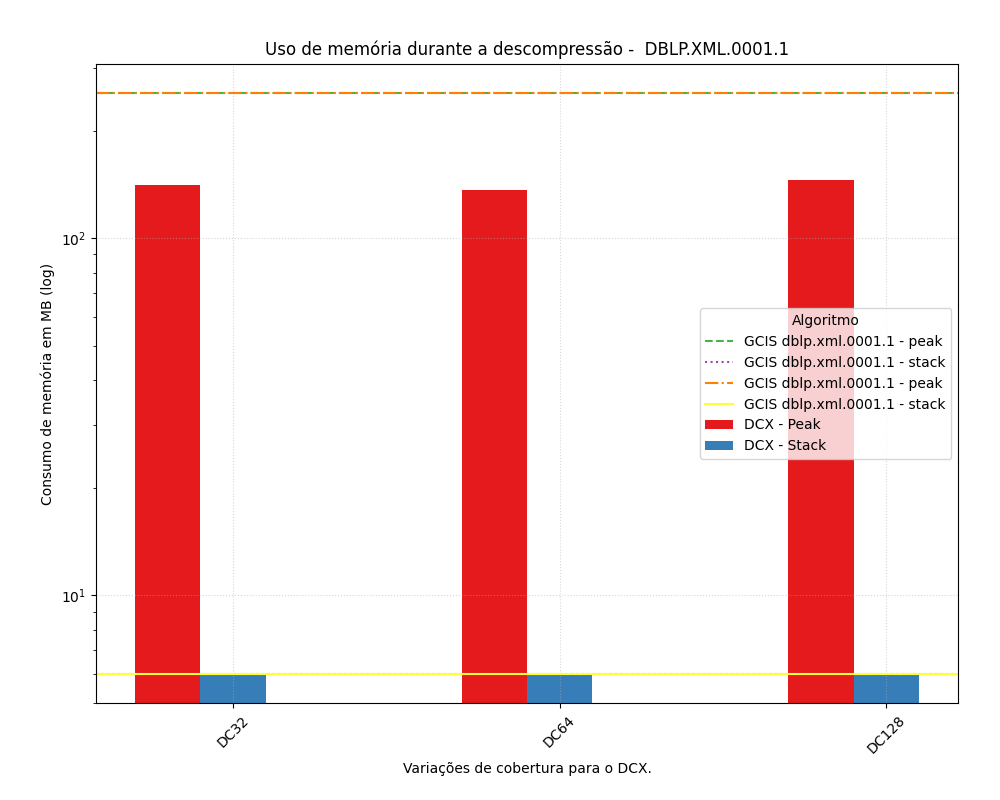 Uso de memória durante a descompressão -  DBLP.XML.0001.1
Consumo de memória em MB (log)
10²
10¹
Algoritmo
GCIS dblp.xml.0001.1 - peak
GCIS dblp.xml.0001.1 - stack
GCIS dblp.xml.0001.1 - peak
GCIS dblp.xml.0001.1 - stack
DCX - Peak
DCX - Stack
DC32
DC64
DC128
Variações de cobertura para o DCX.